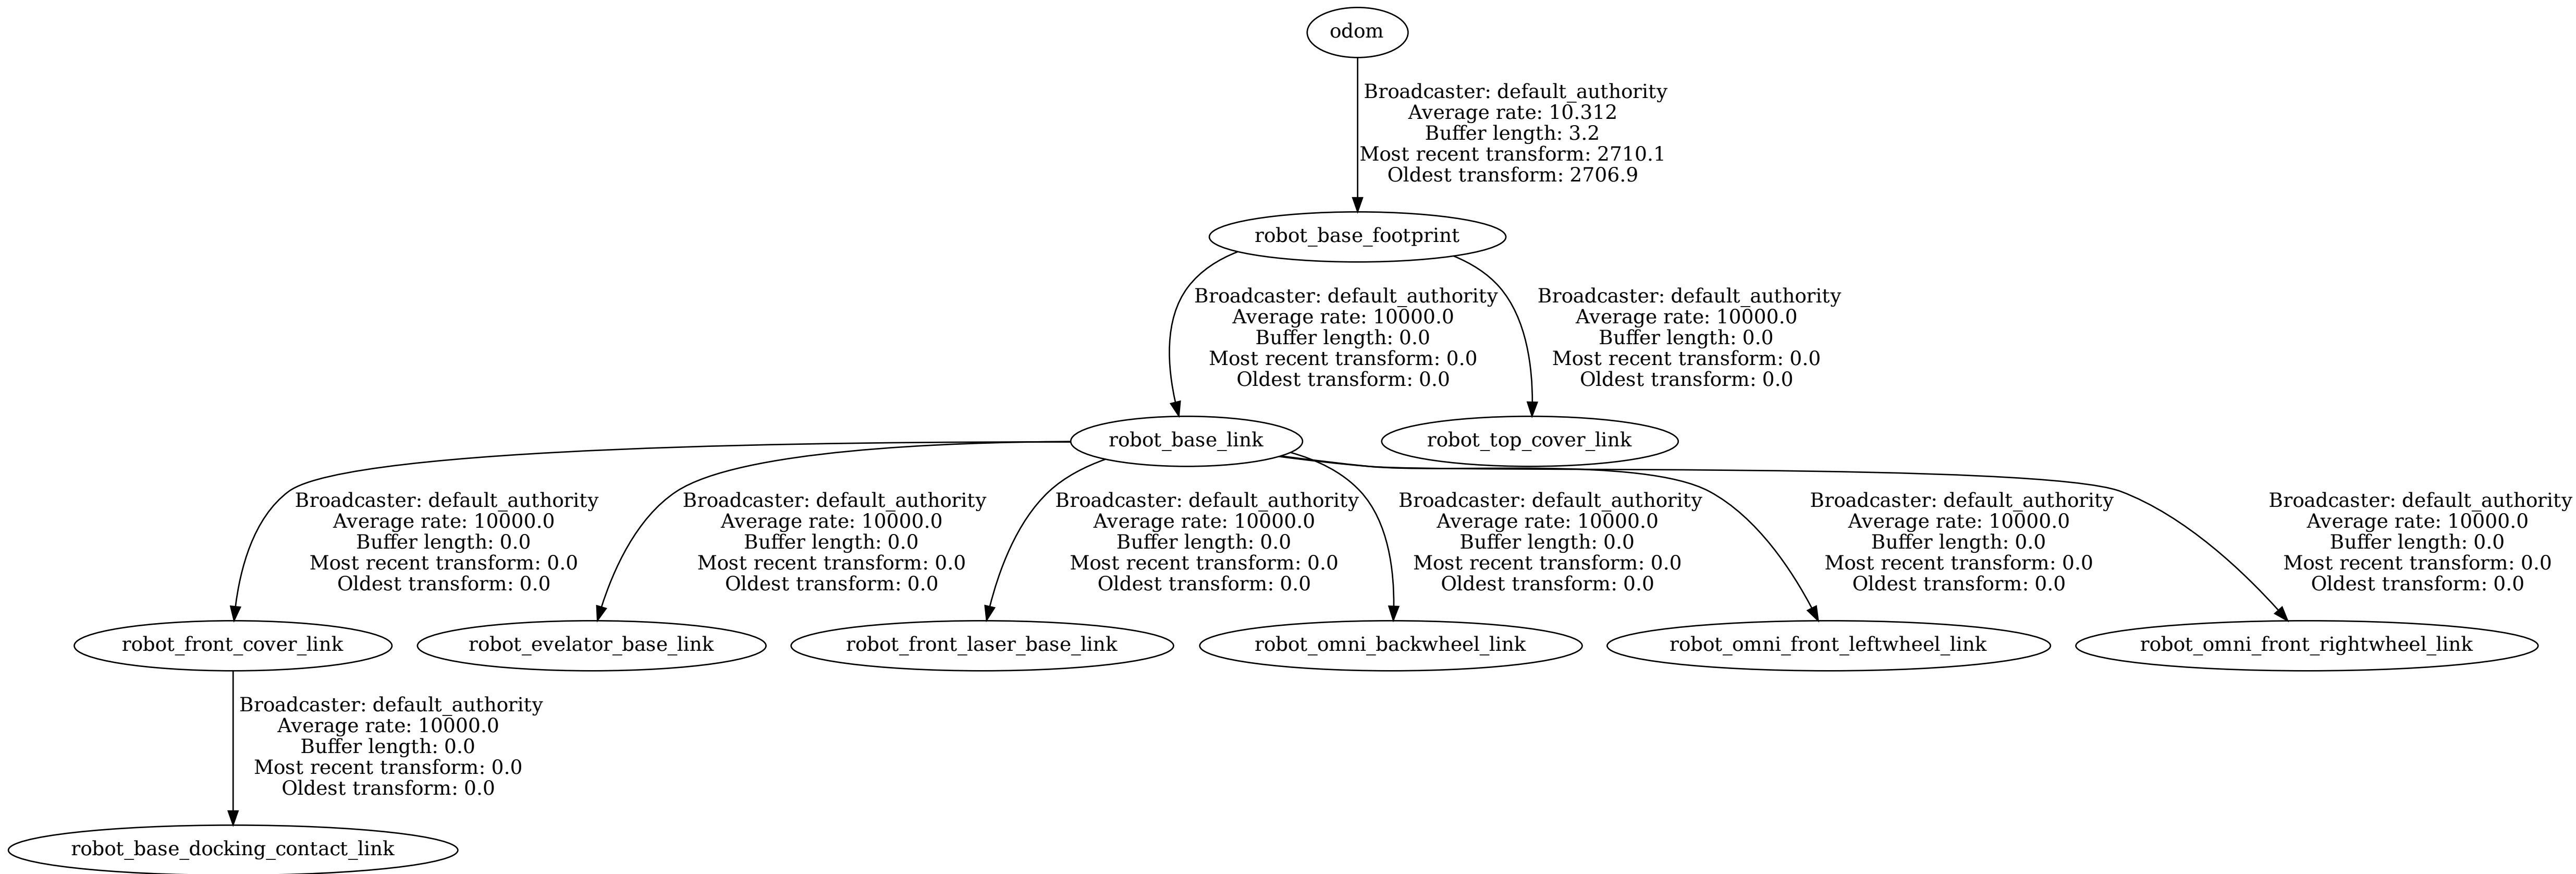 odom
Broadcaster: default_authority
Average rate: 10.312
Buffer length: 3.2
Most recent transform: 2710.1
Oldest transform: 2706.9
robot_base_footprint
Broadcaster: default_authority
Average rate: 10000.0
Buffer length: 0.0
Most recent transform: 0.0
Oldest transform: 0.0
Broadcaster: default_authority
Average rate: 10000.0
Buffer length: 0.0
Most recent transform: 0.0
Oldest transform: 0.0
robot_base_link
robot_top_cover_link
Broadcaster: default_authority
Average rate: 10000.0
Buffer length: 0.0
Most recent transform: 0.0
Oldest transform: 0.0
Broadcaster: default_authority
Average rate: 10000.0
Buffer length: 0.0
Most recent transform: 0.0
Oldest transform: 0.0
Broadcaster: default_authority
Average rate: 10000.0
Buffer length: 0.0
Most recent transform: 0.0
Oldest transform: 0.0
Broadcaster: default_authority
Average rate: 10000.0
Buffer length: 0.0
Most recent transform: 0.0
Oldest transform: 0.0
Broadcaster: default_authority
Average rate: 10000.0
Buffer length: 0.0
Most recent transform: 0.0
Oldest transform: 0.0
Broadcaster: default_authority
Average rate: 10000.0
Buffer length: 0.0
Most recent transform: 0.0
Oldest transform: 0.0
robot_front_cover_link
robot_evelator_base_link
robot_front_laser_base_link
robot_omni_backwheel_link
robot_omni_front_leftwheel_link
robot_omni_front_rightwheel_link
Broadcaster: default_authority
Average rate: 10000.0
Buffer length: 0.0
Most recent transform: 0.0
Oldest transform: 0.0
robot_base_docking_contact_link